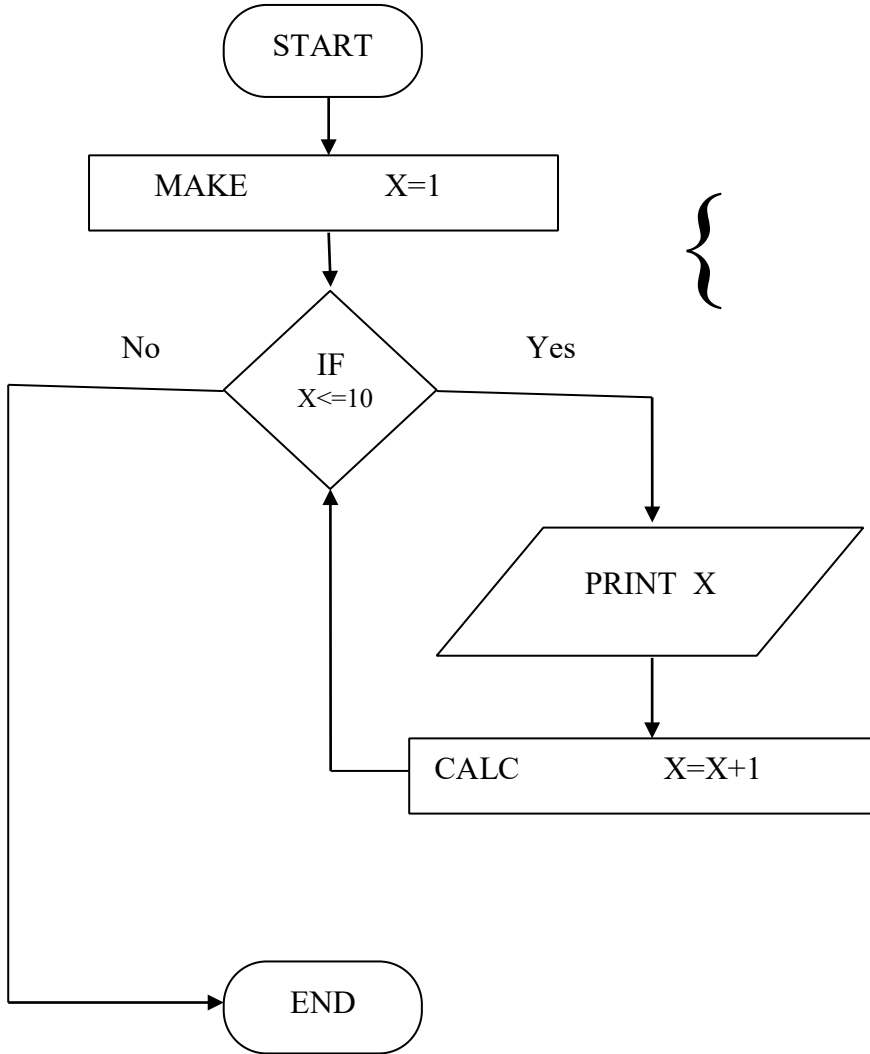 START
MAKE X=1
{
No
Yes
IF
X<=10
PRINT X
CALC X=X+1
END